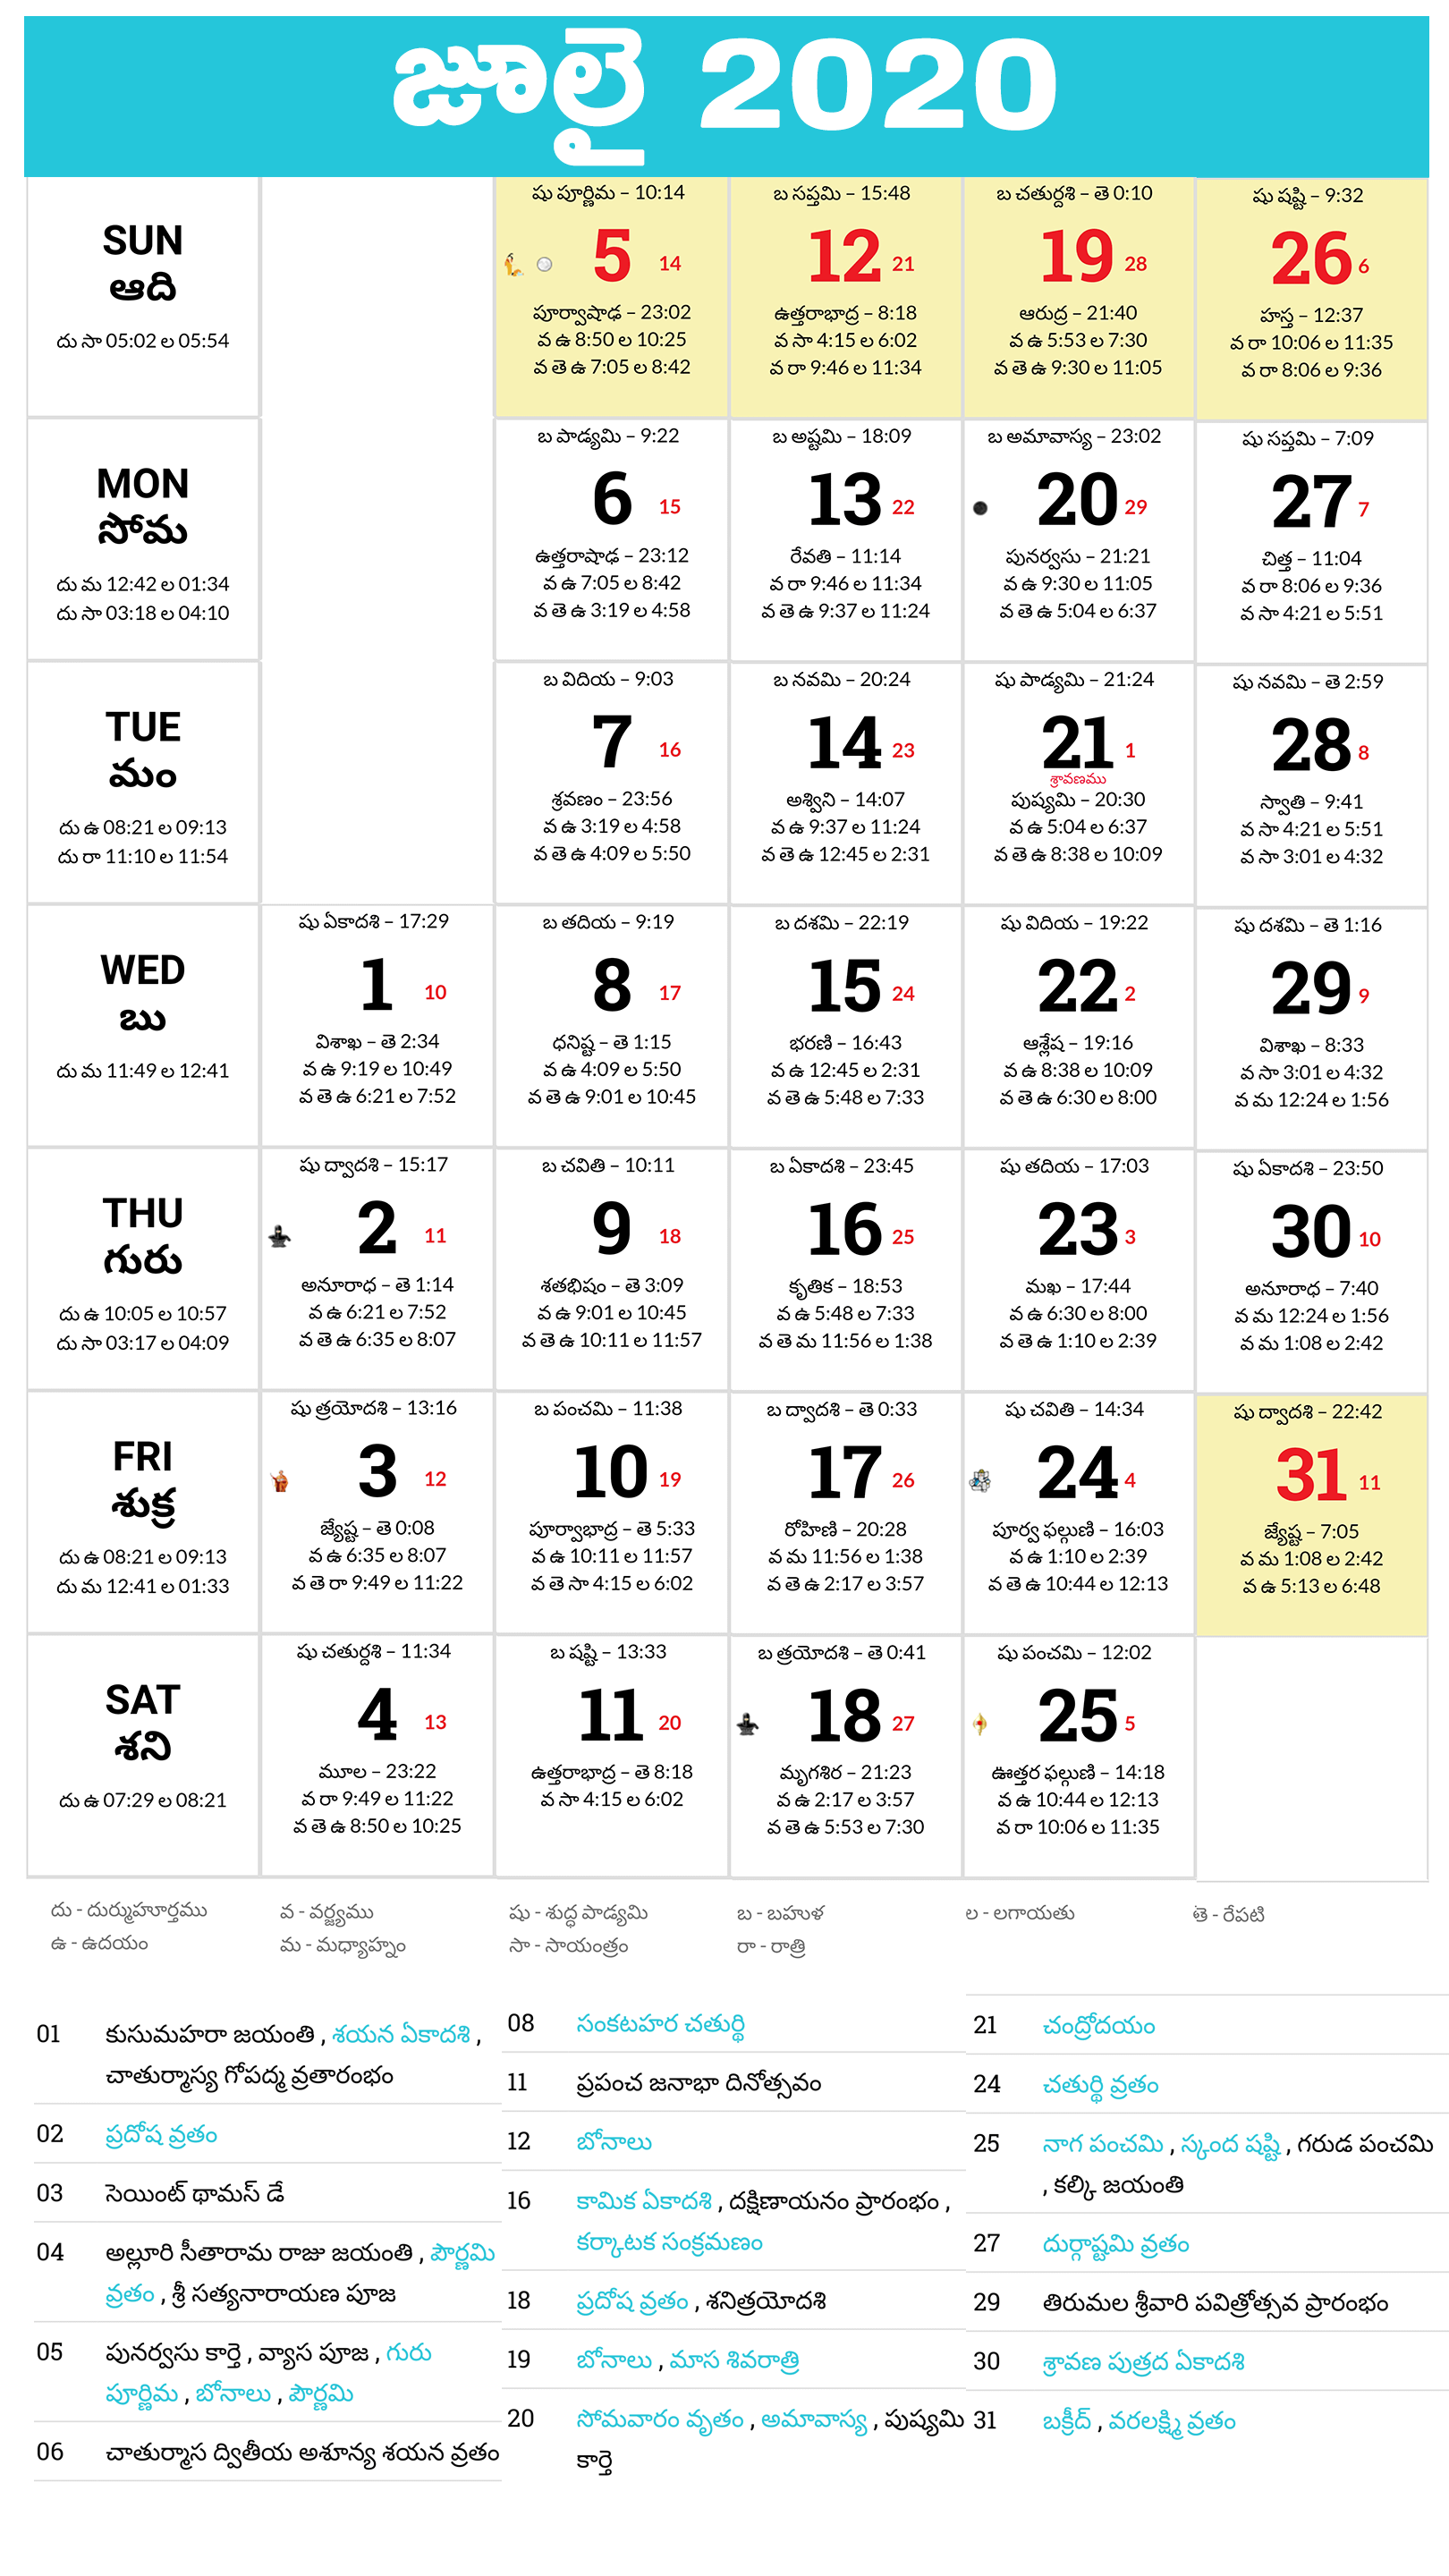 జూలై 2020
SUN
ఆది
దు సా 05:02 ల 05:54
షు పూర్ణిమ – 10:14
5 14
పూర్వాషాఢ – 23:02
వ ఉ 8:50 ల 10:25
వ తె ఉ 7:05 ల 8:42
బ సప్తమి – 15:48
12 21
ఉత్తరాభాద్ర – 8:18
వ సా 4:15 ల 6:02
వ రా 9:46 ల 11:34
బ చతుర్దశి – తె 0:10
19 28
ఆరుద్ర – 21:40
వ ఉ 5:53 ల 7:30
వ తె ఉ 9:30 ల 11:05
షు షష్టి – 9:32
26 6
హస్త – 12:37
వ రా 10:06 ల 11:35
వ రా 8:06 ల 9:36
MON
సోమ
దు మ 12:42 ల 01:34
దు సా 03:18 ల 04:10
బ పాడ్యమి – 9:22
6 15
ఉత్తరాషాఢ – 23:12
వ ఉ 7:05 ల 8:42
వ తె ఉ 3:19 ల 4:58
బ అష్టమి – 18:09
13 22
రేవతి – 11:14
వ రా 9:46 ల 11:34
వ తె ఉ 9:37 ల 11:24
బ అమావాస్య – 23:02
20 29
పునర్వసు – 21:21
వ ఉ 9:30 ల 11:05
వ తె ఉ 5:04 ల 6:37
షు సప్తమి – 7:09
27 7
చిత్త – 11:04
వ రా 8:06 ల 9:36
వ సా 4:21 ల 5:51
TUE
మం
దు ఉ 08:21 ల 09:13
దు రా 11:10 ల 11:54
బ విదియ – 9:03
7 16
శ్రవణం – 23:56
వ ఉ 3:19 ల 4:58
వ తె ఉ 4:09 ల 5:50
బ నవమి – 20:24
14 23
అశ్విని – 14:07
వ ఉ 9:37 ల 11:24
వ తె ఉ 12:45 ల 2:31
షు పాడ్యమి – 21:24
21 1
శ్రావణము
పుష్యమి – 20:30
వ ఉ 5:04 ల 6:37
వ తె ఉ 8:38 ల 10:09
షు నవమి – తె 2:59
28 8
స్వాతి – 9:41
వ సా 4:21 ల 5:51
వ సా 3:01 ల 4:32
WED
బు
దు మ 11:49 ల 12:41
షు ఏకాదశి – 17:29
1 10
విశాఖ – తె 2:34
వ ఉ 9:19 ల 10:49
వ తె ఉ 6:21 ల 7:52
బ తదియ – 9:19
8 17
ధనిష్ట – తె 1:15
వ ఉ 4:09 ల 5:50
వ తె ఉ 9:01 ల 10:45
బ దశమి – 22:19
15 24
భరణి – 16:43
వ ఉ 12:45 ల 2:31
వ తె ఉ 5:48 ల 7:33
షు విదియ – 19:22
22 2
ఆశ్లేష – 19:16
వ ఉ 8:38 ల 10:09
వ తె ఉ 6:30 ల 8:00
షు దశమి – తె 1:16
29 9
విశాఖ – 8:33
వ సా 3:01 ల 4:32
వ మ 12:24 ల 1:56
THU
గురు
దు ఉ 10:05 ల 10:57
దు సా 03:17 ల 04:09
షు ద్వాదశి – 15:17
2 11
అనూరాధ – తె 1:14
వ ఉ 6:21 ల 7:52
వ తె ఉ 6:35 ల 8:07
బ చవితి – 10:11
9 18
శతభిషం – తె 3:09
వ ఉ 9:01 ల 10:45
వ తె ఉ 10:11 ల 11:57
బ ఏకాదశి – 23:45
16 25
కృతిక – 18:53
వ ఉ 5:48 ల 7:33
వ తె మ 11:56 ల 1:38
షు తదియ – 17:03
23 3
మఖ – 17:44
వ ఉ 6:30 ల 8:00
వ తె ఉ 1:10 ల 2:39
షు ఏకాదశి – 23:50
30 10
అనూరాధ – 7:40
వ మ 12:24 ల 1:56
వ మ 1:08 ల 2:42
FRI
శుక్ర
దు ఉ 08:21 ల 09:13
దు మ 12:41 ల 01:33
షు త్రయోదశి – 13:16
3 12
జ్యేష్ట – తె 0:08
వ ఉ 6:35 ల 8:07
వ తె రా 9:49 ల 11:22
బ పంచమి – 11:38
10 19
పూర్వాభాద్ర – తె 5:33
వ ఉ 10:11 ల 11:57
వ తె సా 4:15 ల 6:02
బ ద్వాదశి – తె 0:33
17 26
రోహిణి – 20:28
వ మ 11:56 ల 1:38
వ తె ఉ 2:17 ల 3:57
షు చవితి – 14:34
24 4
పూర్వ ఫల్గుణి – 16:03
వ ఉ 1:10 ల 2:39
వ తె ఉ 10:44 ల 12:13
షు ద్వాదశి – 22:42
31 11
జ్యేష్ట – 7:05
వ మ 1:08 ల 2:42
వ ఉ 5:13 ల 6:48
SAT
శని
దు ఉ 07:29 ల 08:21
షు చతుర్దశి – 11:34
4 13
మూల – 23:22
వ రా 9:49 ల 11:22
వ తె ఉ 8:50 ల 10:25
బ షష్టి – 13:33
11 20
ఉత్తరాభాద్ర – తె 8:18
వ సా 4:15 ల 6:02
బ త్రయోదశి – తె 0:41
18 27
మృగశిర – 21:23
వ ఉ 2:17 ల 3:57
వ తె ఉ 5:53 ల 7:30
షు పంచమి – 12:02
25 5
ఊత్తర ఫల్గుణి – 14:18
వ ఉ 10:44 ల 12:13
వ రా 10:06 ల 11:35
దు - దుర్ముహూర్తము
ఉ - ఉదయం
వ - వర్జ్యము
మ - మధ్యాహ్నం
షు - శుద్ధ పాడ్యమి
సా - సాయంత్రం
బ - బహుళ
రా - రాత్రి
ల - లగాయతు
తె - రేపటి
01 కుసుమహరా జయంతి , శయన ఏకాదశి ,
చాతుర్మాస్య గోపద్మ వ్రతారంభం
02 ప్రదోష వ్రతం
03 సెయింట్ థామస్ డే
04 అల్లూరి సీతారామ రాజు జయంతి , పౌర్ణమి
వ్రతం , శ్రీ సత్యనారాయణ పూజ
05 పునర్వసు కార్తె , వ్యాస పూజ , గురు
పూర్ణిమ , బోనాలు , పౌర్ణమి
06 చాతుర్మాస ద్వితీయ అశూన్య శయన వ్రతం
08 సంకటహర చతుర్థి
11 ప్రపంచ జనాభా దినోత్సవం
12 బోనాలు
16 కామిక ఏకాదశి , దక్షిణాయనం ప్రారంభం ,
కర్కాటక సంక్రమణం
18 ప్రదోష వ్రతం , శనిత్రయోదశి
19 బోనాలు , మాస శివరాత్రి
20 సోమవారం వృతం , అమావాస్య , పుష్యమి
కార్తె
21 చంద్రోదయం
24 చతుర్థి వ్రతం
25 నాగ పంచమి , స్కంద షష్టి , గరుడ పంచమి
, కల్కి జయంతి
27 దుర్గాష్టమి వ్రతం
29 తిరుమల శ్రీవారి పవిత్రోత్సవ ప్రారంభం
30 శ్రావణ పుత్రద ఏకాదశి
31 బక్రీద్ , వరలక్ష్మి వ్రతం